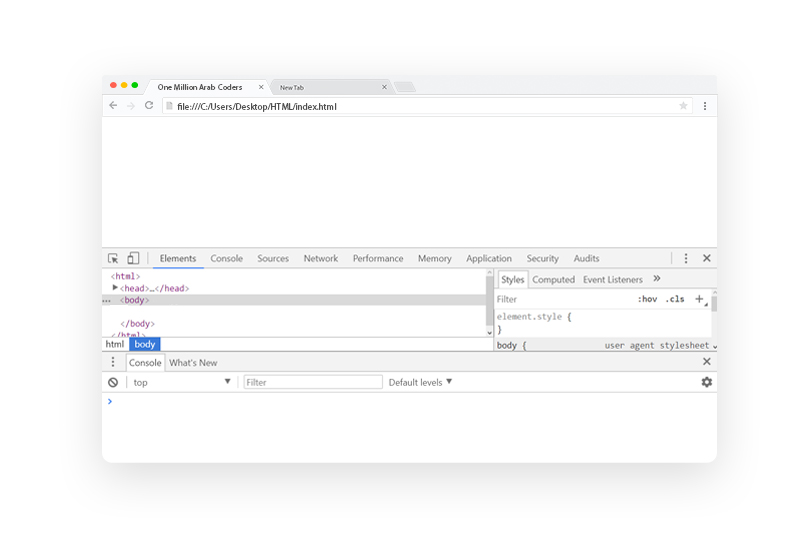 One Million Arab Coders
New Tab
file:///C:/Users/Desktop/HTML/index.html
Elements Console Sources Network Performance Memory Application Security Audits
<html>
<head>…</head>
<body>
</body>
</html>
html body
Styles Computed Event Listeners »
Filter :hov .cls +
element.style {
}
body { user agent stylesheet
Console What's New
top Filter Default levels